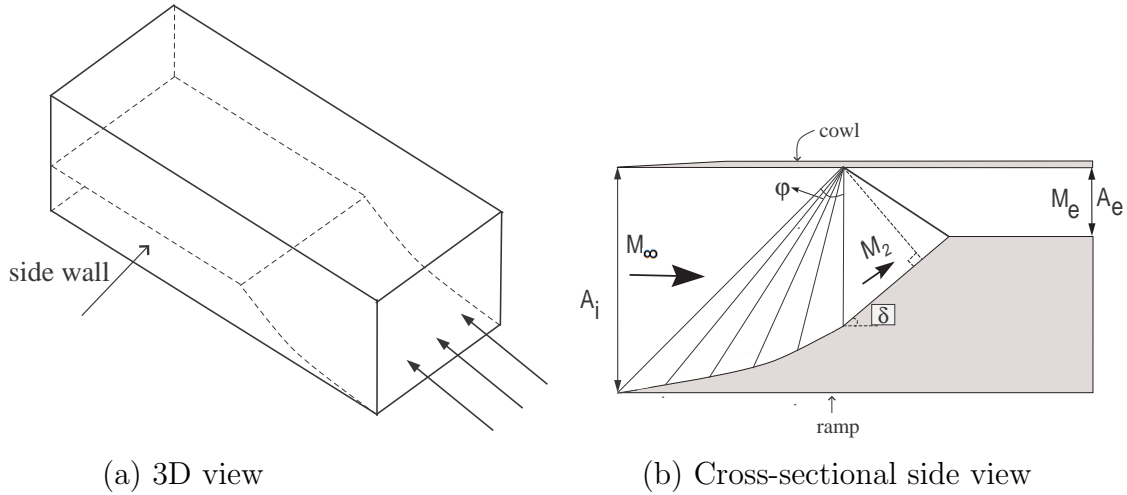 side wall
(a) 3D view
cowl
φ
M∞
Ai
M2
δ
Me
Ae
ramp
(b) Cross-sectional side view